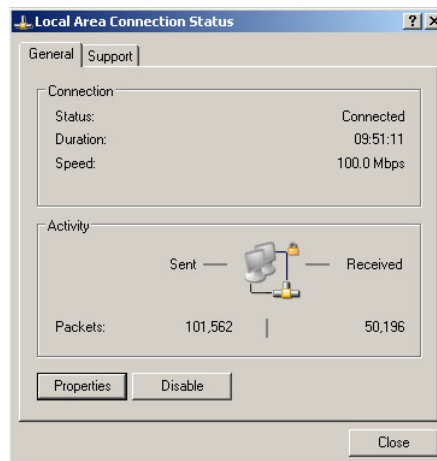 Local Area Connection Status
General Support
Connection
Status: Connected
Duration: 09:51:11
Speed: 100.0 Mbps
Activity
Sent Received
Packets: 101,562 50,196
Properties Disable
Close